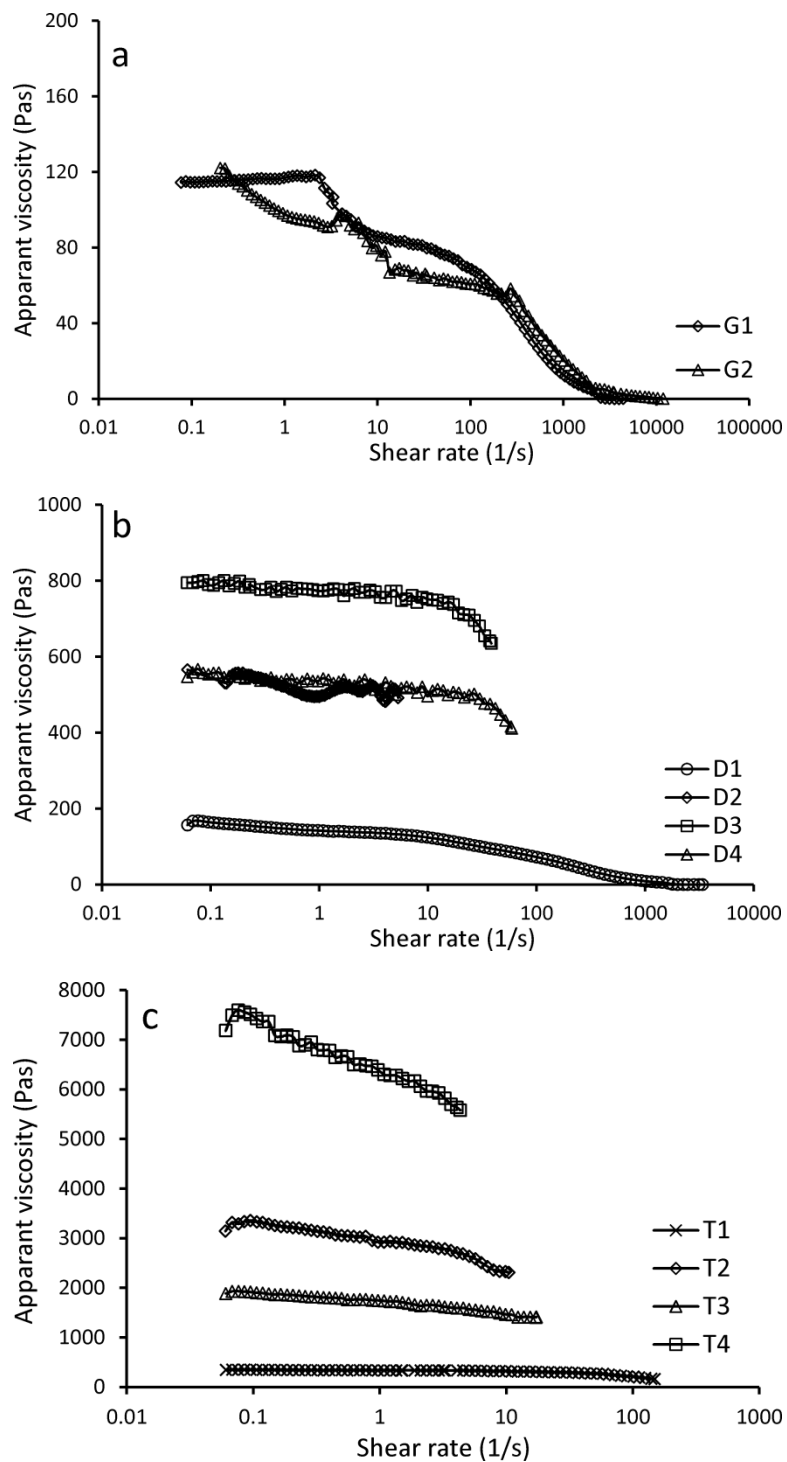 a
Apparant viscosity (Pas)
200
160
120
80
40
0
0.01 0.1 1 10 100 1000 10000 100000
Shear rate (1/s)
G1
G2
b
Apparant viscosity (Pas)
1000
800
600
400
200
0
0.01 0.1 1 10 100 1000 10000
Shear rate (1/s)
D1
D2
D3
D4
c
Apparant viscosity (Pas)
8000
7000
6000
5000
4000
3000
2000
1000
0
0.01 0.1 1 10 100 1000
Shear rate (1/s)
T1
T2
T3
T4